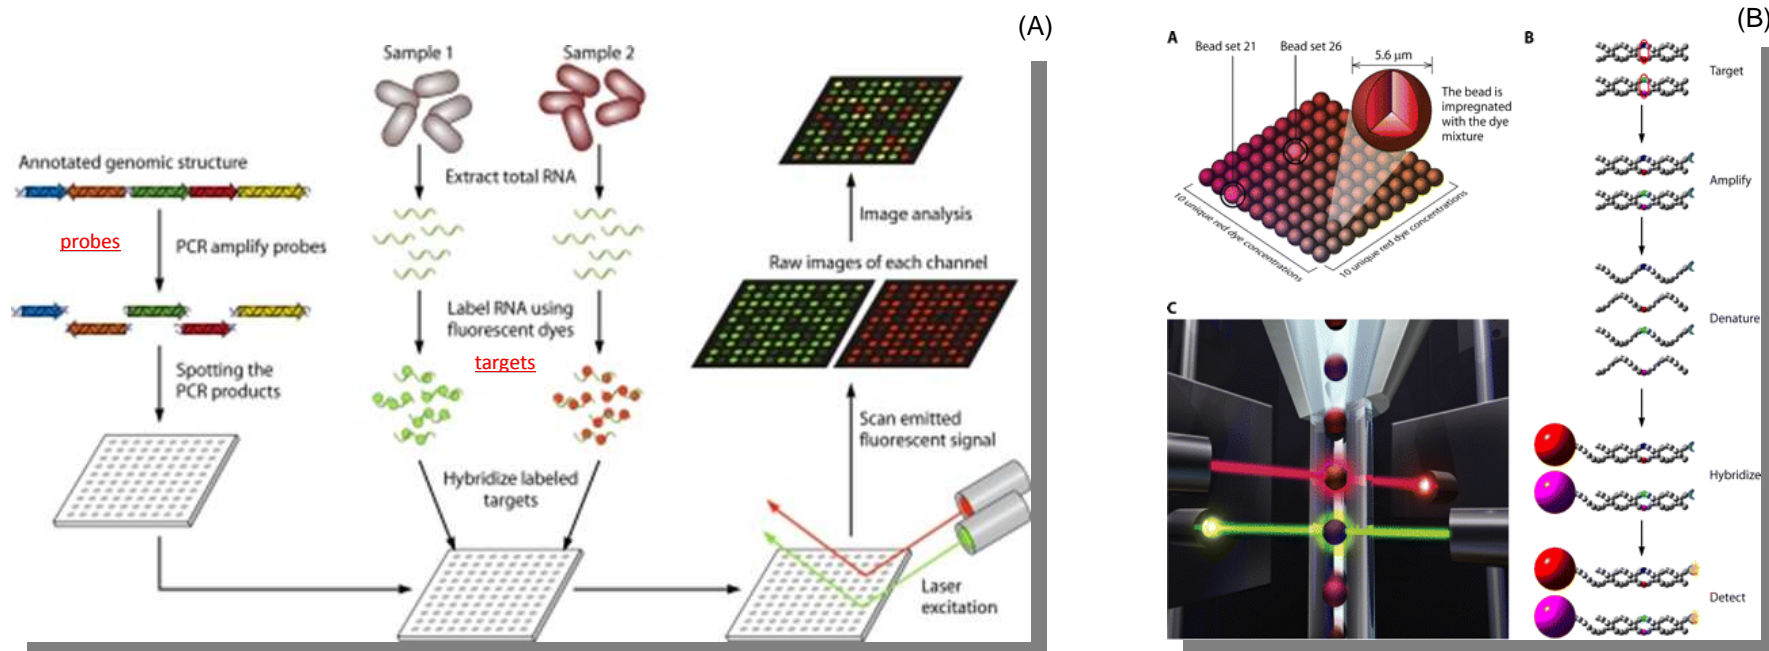 (A)
Sample 1
Sample 2
Annotated genomic structure
Extract total RNA
probes
PCR amplify probes
Image analysis
Raw images of each channel
Label RNA using
fluorescent dyes
targets
Spotting the
PCR products
Scan emitted
fluorescent signal
Hybridize labeled
targets
Laser
excitation
(B)
A
Bead set 21
Bead set 26
5.6 µm
The bead is
impregnated
with the dye
mixture
10 unique red dye concentrations
10 unique red dye concentrations
B
Target
Amplify
Denature
Hybridize
Detect
C